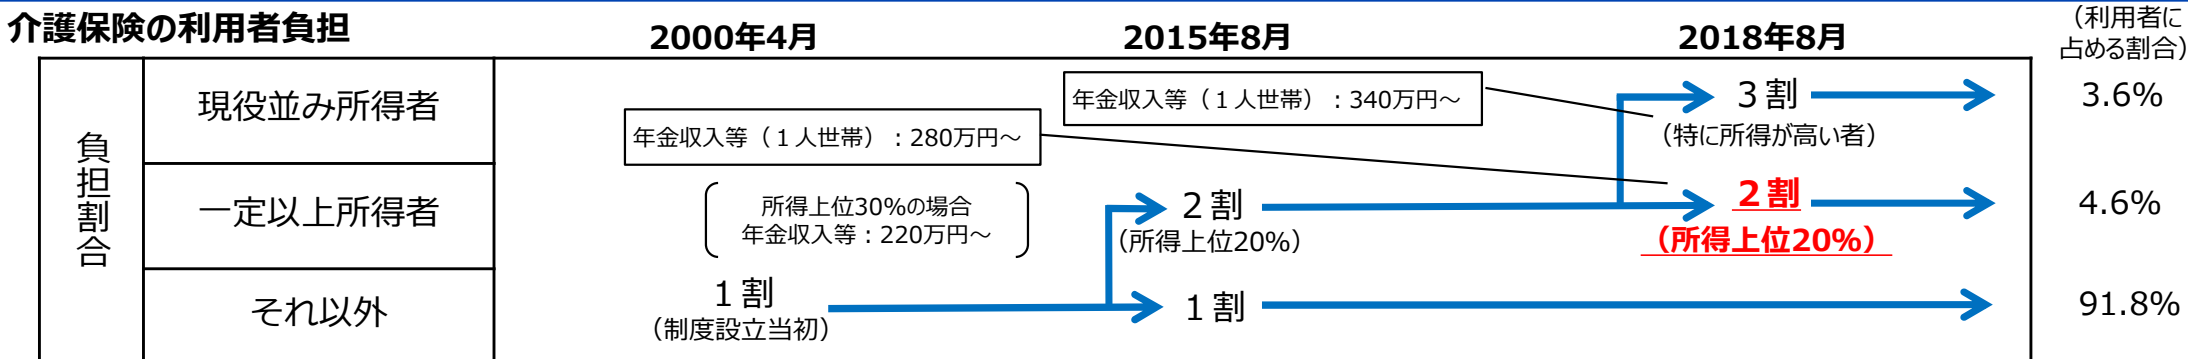 介護保険の利用者負担
2000年4月
2015年8月
2018年8月
（利用者に
占める割合）
負担割合
現役並み所得者
年金収入等（１人世帯）：280万円～
年金収入等（１人世帯）：340万円～
３割
（特に所得が高い者）
3.6%
一定以上所得者
所得上位30%の場合
年金収入等：220万円～
２割
（所得上位20%）
２割
（所得上位20%）
4.6%
それ以外
１割
（制度設立当初）
１割
91.8%